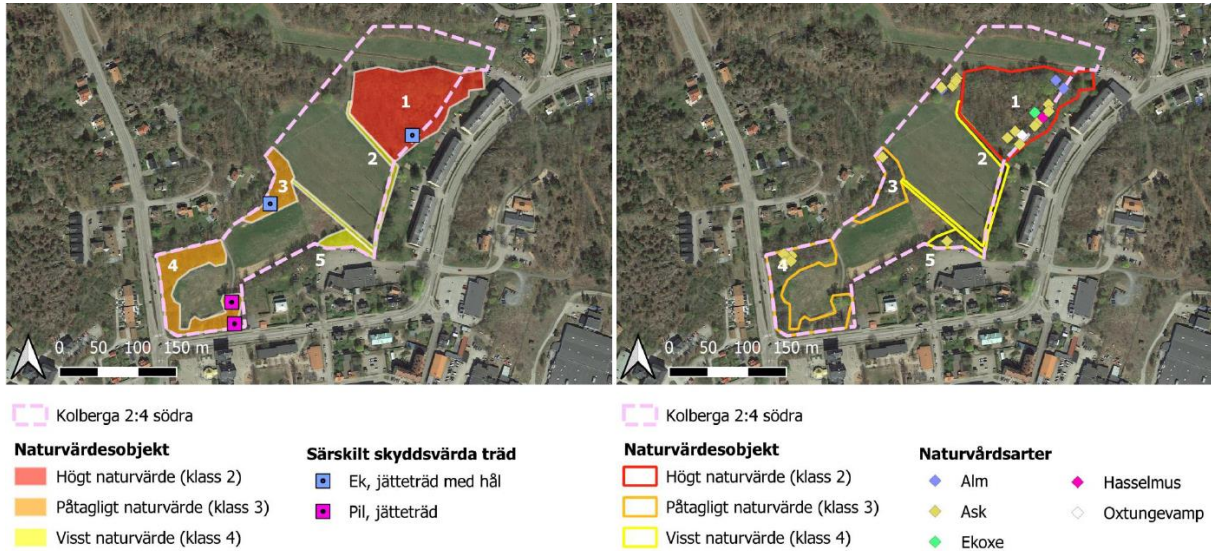 1
2
3
4
5
0 50 100 150 m
1
2
3
4
5
0 50 100 150 m
Kolberga 2:4 södra
Naturvärdesobjekt
Högt naturvärde (klass 2)
Påtagligt naturvärde (klass 3)
Visst naturvärde (klass 4)
Särskilt skyddsvärda träd
Ek, jätteträd med hål
Pil, jätteträd
Kolberga 2:4 södra
Naturvärdesobjekt
Högt naturvärde (klass 2)
Påtagligt naturvärde (klass 3)
Visst naturvärde (klass 4)
Naturvårdsarter
Alm
Ask
Ekoxe
Hasselmus
Oxtungevamp